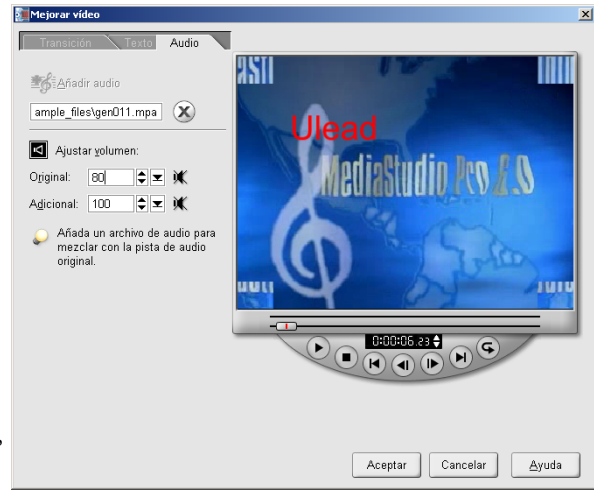 Mejorar vídeo
Transición Texto Audio
Añadir audio
ample_files\gen011.mpa
Ajustar volumen:
Original: 80
Adicional: 100
Añada un archivo de audio para
mezclar con la pista de audio
original.
Ulead
MediaStudio Pro 6.0
0:00:06.23
Aceptar Cancelar Ayuda